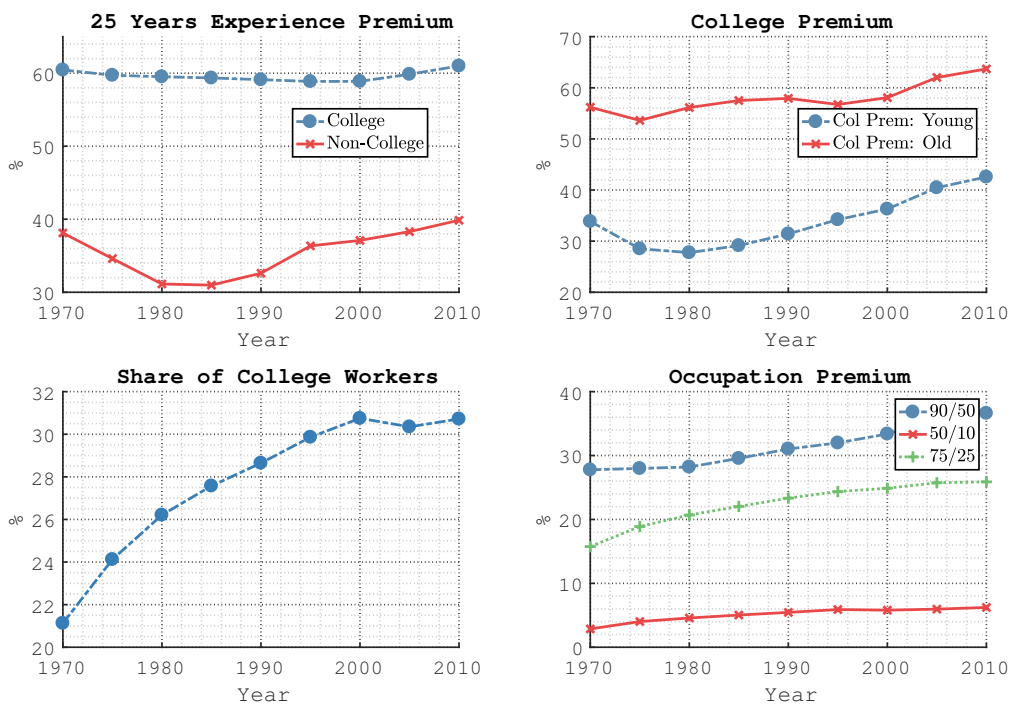 25 Years Experience Premium
60
50
40
30
%
College
Non-College
1970 1980 1990 2000 2010
Year
College Premium
70
60
50
40
30
20
%
Col Prem: Young
Col Prem: Old
1970 1980 1990 2000 2010
Year
Share of College Workers
32
30
28
26
24
22
20
%
1970 1980 1990 2000 2010
Year
Occupation Premium
40
30
20
10
0
%
90/50
50/10
75/25
1970 1980 1990 2000 2010
Year